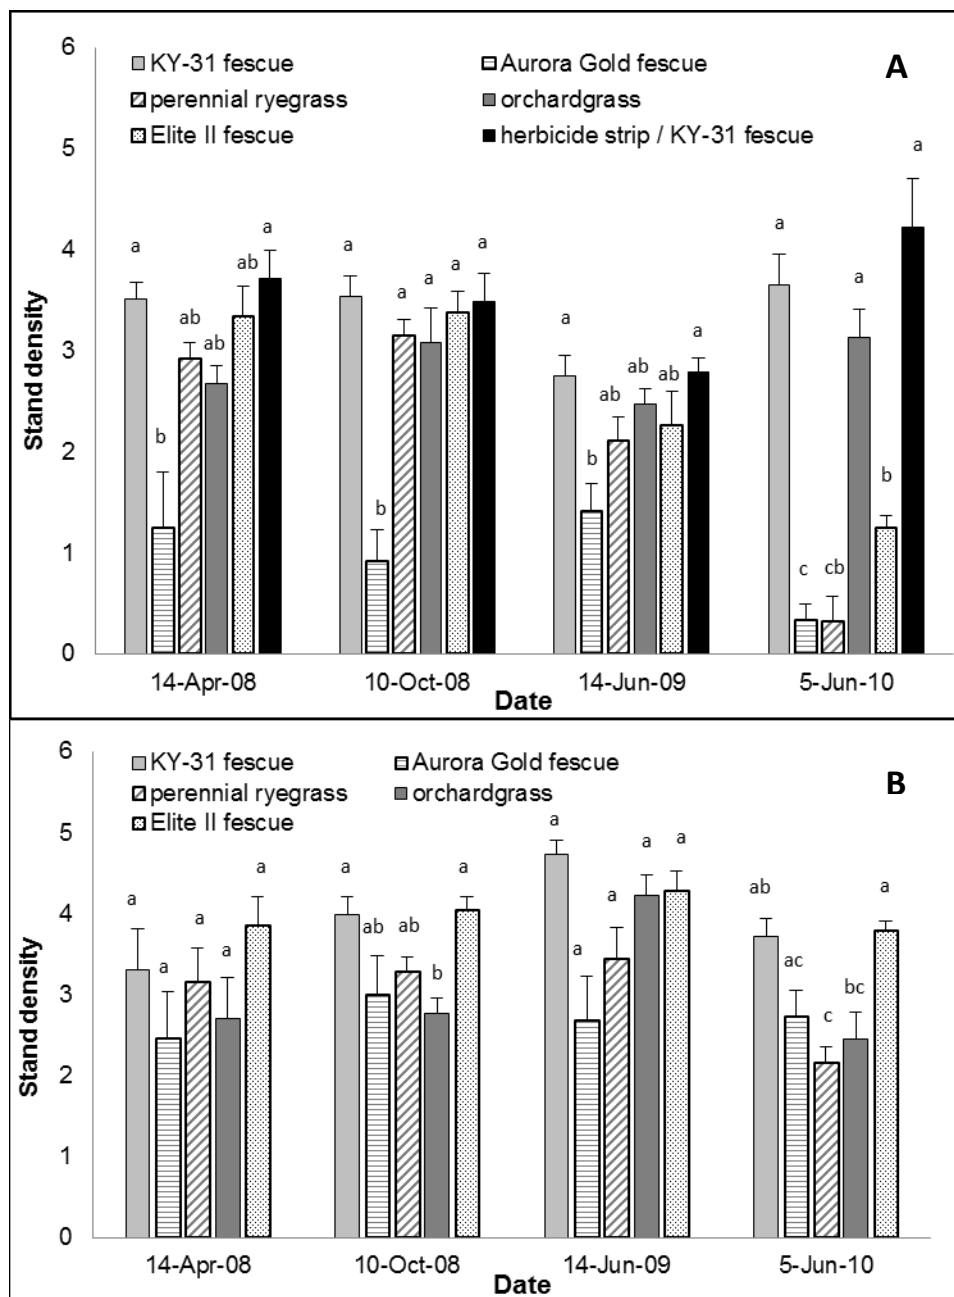 6
KY-31 fescue Aurora Gold fescue A
perennial ryegrass orchardgrass
Elite II fescue herbicide strip / KY-31 fescue
5
4
3
2
1
0
Stand density
a b ab ab ab a
a b a a a a
a b ab ab ab a
a c cb a b a
14-Apr-08 10-Oct-08 14-Jun-09 5-Jun-10
Date
6
KY-31 fescue Aurora Gold fescue B
perennial ryegrass orchardgrass
Elite II fescue
5
4
3
2
1
0
Stand density
a a a a a
a ab ab b a
a a a a a
ab ac c bc a
14-Apr-08 10-Oct-08 14-Jun-09 5-Jun-10
Date